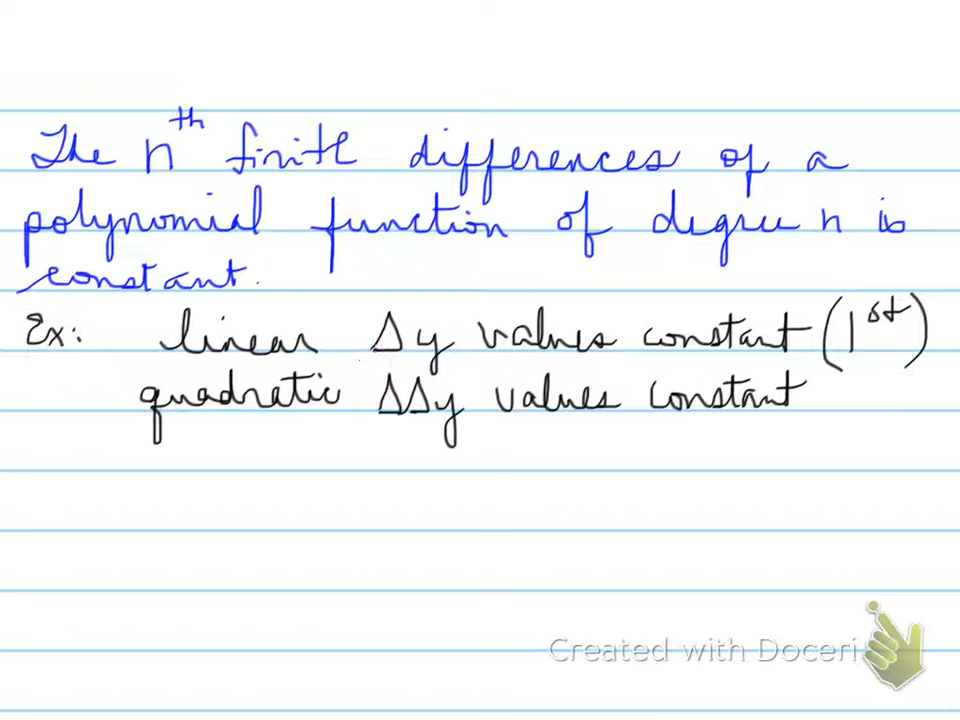 The nth finite differences of a
polynomial function of degree n is
constant.
Ex: linear Δy values constant (1st)
quadratic ΔΔy values constant
Created with Doceri